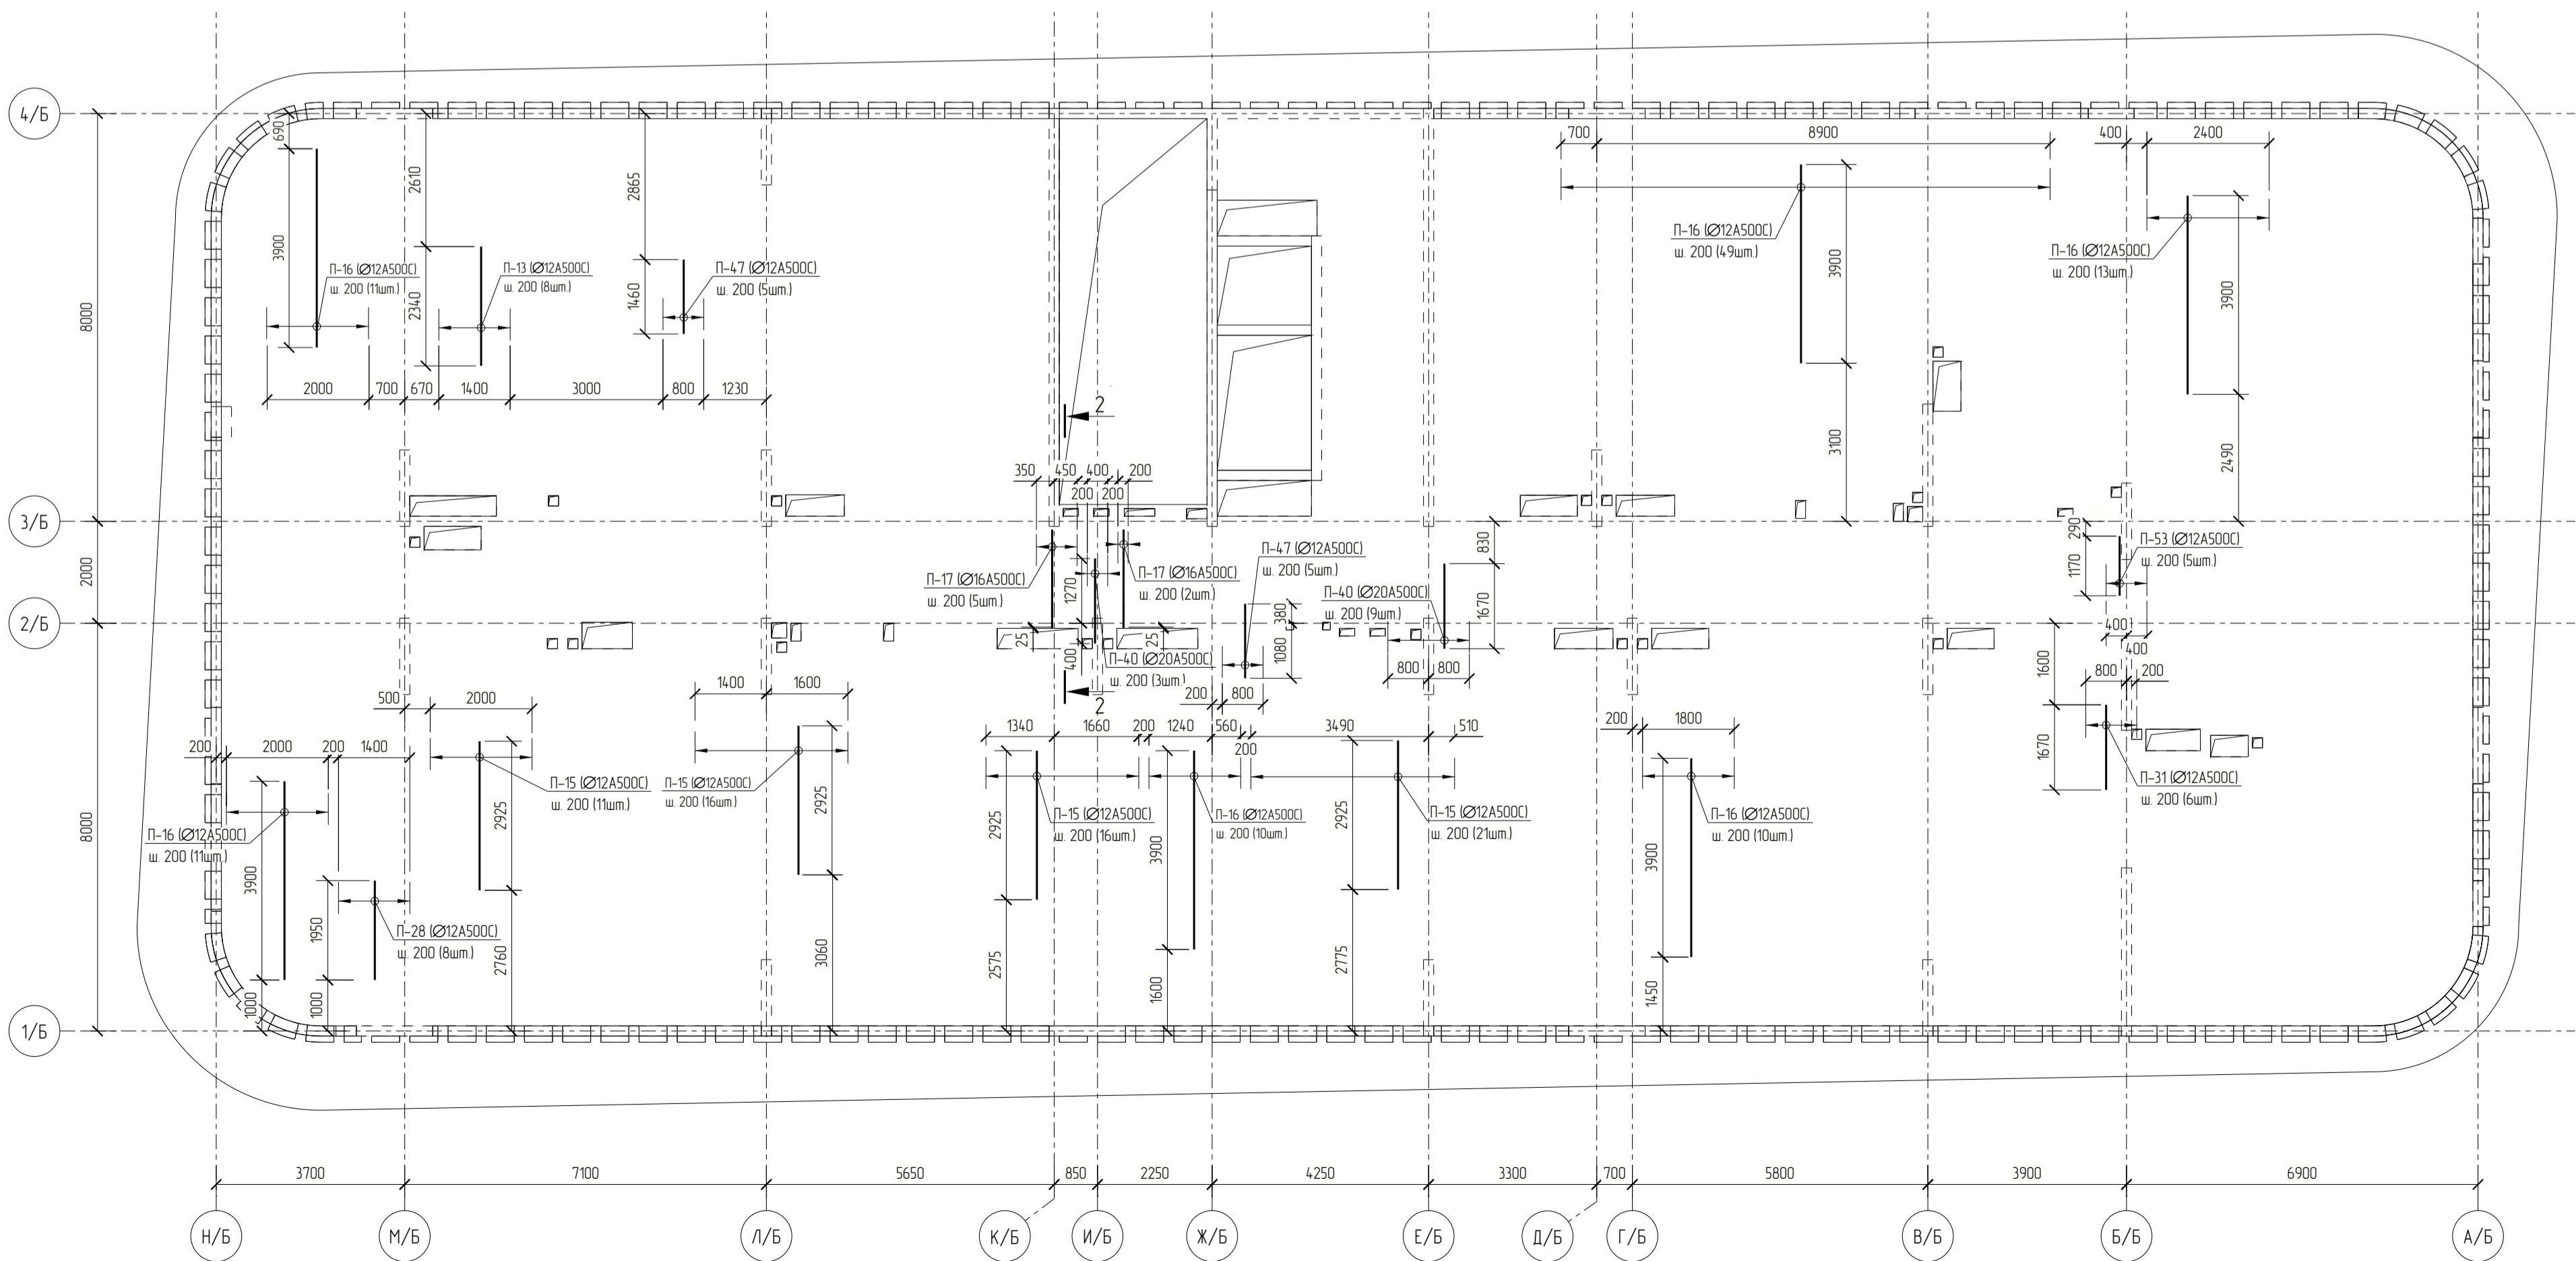 4/Б
3/Б
2/Б
1/Б
8000
2000
8000
690
3900
П-16 (Ø12А500С)
ш. 200 (11шт.)
2610
2340
П-13 (Ø12А500С)
ш. 200 (8шт.)
2865
1460
П-47 (Ø12А500С)
ш. 200 (5шт.)
2000
700
670
1400
3000
800
1230
700
8900
400
2400
П-16 (Ø12А500С)
ш. 200 (49шт.)
3900
3100
П-16 (Ø12А500С)
ш. 200 (13шт.)
3900
2490
2
350
450
400
200
200
200
П-17 (Ø16А500С)
ш. 200 (5шт.)
1270
П-17 (Ø16А500С)
ш. 200 (2шт.)
25
400
25
П-40 (Ø20А500С)
ш. 200 (3шт.)
2
П-47 (Ø12А500С)
ш. 200 (5шт.)
380
1080
200
800
П-40 (Ø20А500С)
ш. 200 (9шт.)
830
1670
800
800
290
1170
П-53 (Ø12А500С)
ш. 200 (5шт.)
400
400
1600
800
200
1670
П-31 (Ø12А500С)
ш. 200 (6шт.)
200
2000
200
1400
П-16 (Ø12А500С)
ш. 200 (11шт.)
3900
1000
1950
1000
П-28 (Ø12А500С)
ш. 200 (8шт.)
500
2000
П-15 (Ø12А500С)
ш. 200 (11шт.)
2925
2760
1400
1600
П-15 (Ø12А500С)
ш. 200 (16шт.)
2925
3060
1340
1660
200
1240
560
200
3490
510
2925
2575
П-15 (Ø12А500С)
ш. 200 (16шт.)
3900
1600
П-16 (Ø12А500С)
ш. 200 (10шт.)
2925
2775
П-15 (Ø12А500С)
ш. 200 (21шт.)
200
1800
3900
1450
П-16 (Ø12А500С)
ш. 200 (10шт.)
3700
7100
5650
850
2250
4250
3300
700
5800
3900
6900
Н/Б
М/Б
Л/Б
К/Б
И/Б
Ж/Б
Е/Б
Д/Б
Г/Б
В/Б
Б/Б
А/Б